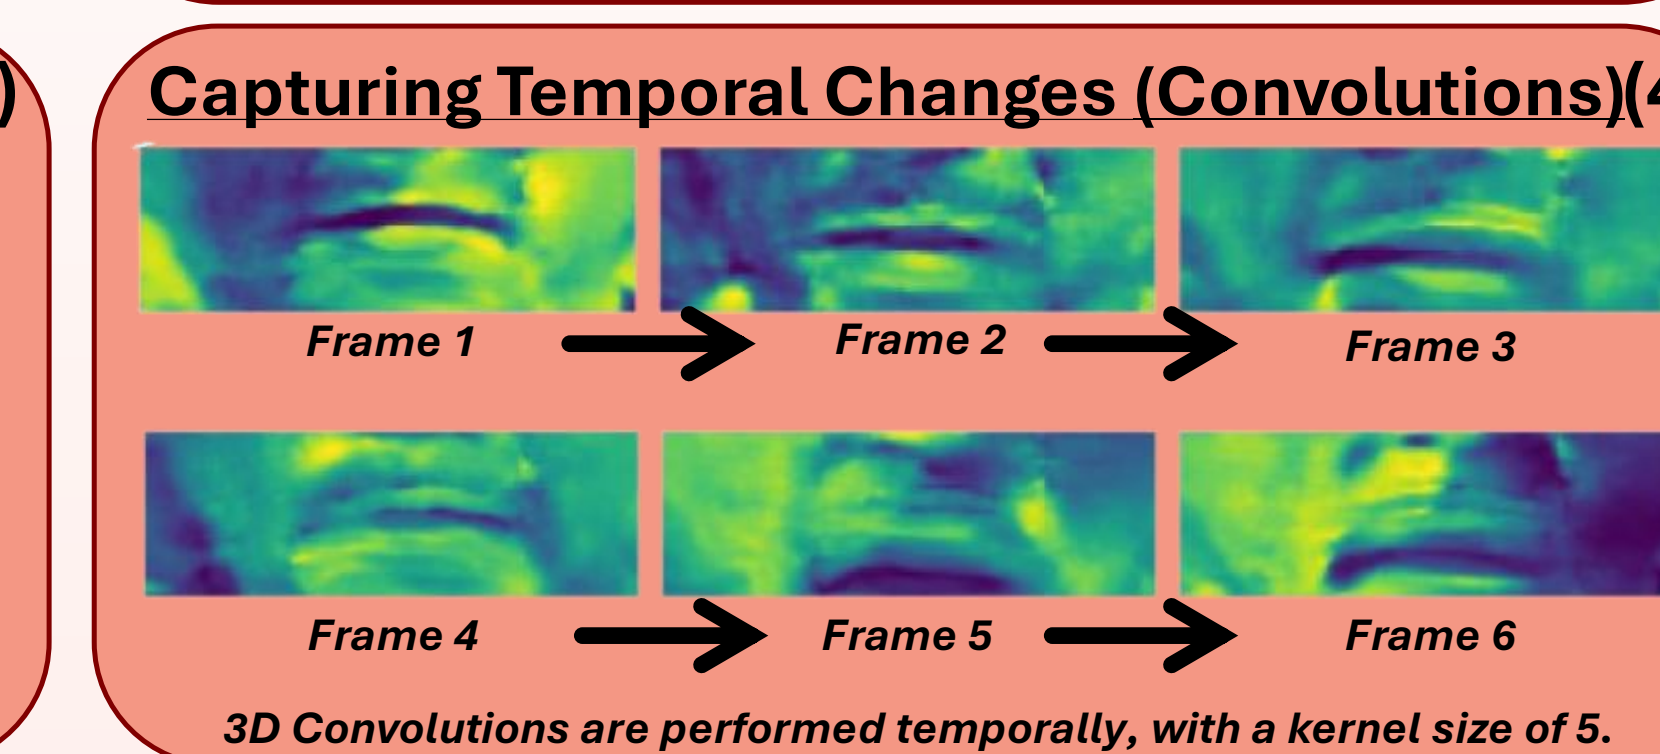 )
Capturing Temporal Changes (Convolutions)(4
Frame 1
Frame 2
Frame 3
Frame 4
Frame 5
Frame 6
3D Convolutions are performed temporally, with a kernel size of 5.